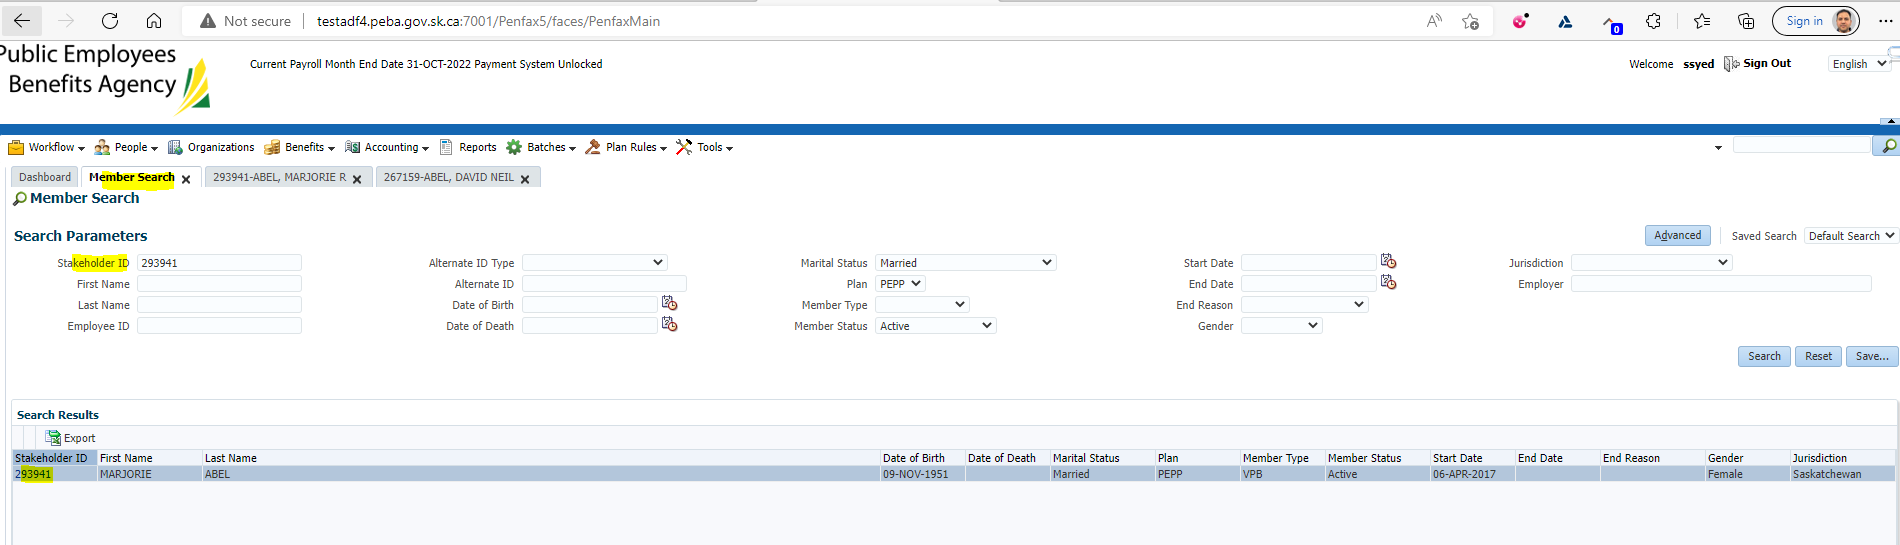 Not secure testadf4.peba.gov.sk.ca:7001/Penfax5/faces/PenfaxMain A 0 Sign in
Public Employees
Benefits Agency
Current Payroll Month End Date 31-OCT-2022 Payment System Unlocked
Welcome ssyed Sign Out English
Workflow People Organizations Benefits Accounting Reports Batches Plan Rules Tools
Dashboard Member Search 293941-ABEL, MARJORIE R 267159-ABEL, DAVID NEIL
Member Search
Search Parameters Advanced Saved Search Default Search
Stakeholder ID 293941 Alternate ID Type Marital Status Married Start Date Jurisdiction
First Name Alternate ID Plan PEPP End Date Employer
Last Name Date of Birth Member Type End Reason
Employee ID Date of Death Member Status Active Gender
Search Reset Save...
Search Results
Export
Stakeholder ID First Name Last Name Date of Birth Date of Death Marital Status Plan Member Type Member Status Start Date End Date End Reason Gender Jurisdiction
293941 MARJORIE ABEL 09-NOV-1951 Married PEPP VPB Active 06-APR-2017 Female Saskatchewan